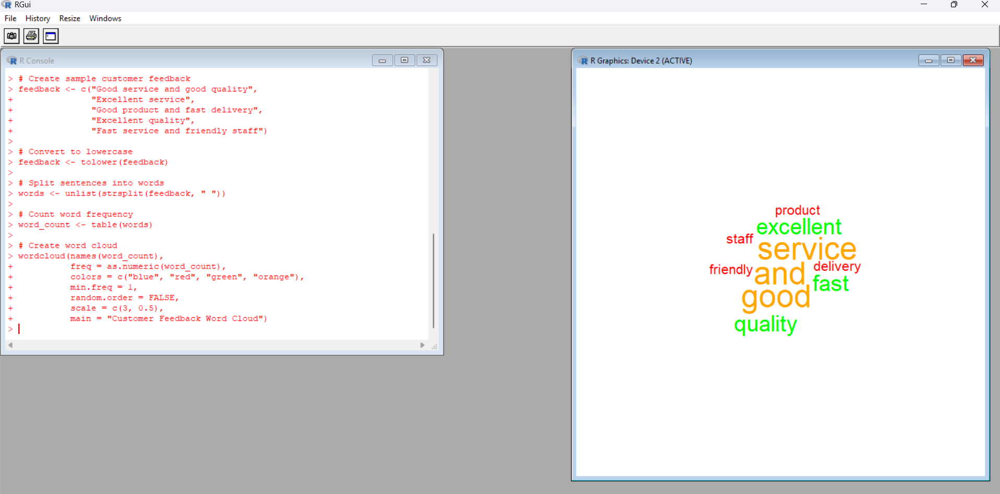 RGui
File History Resize Windows
R Console
> # Create sample customer feedback
> feedback <- c("Good service and good quality",
+               "Excellent service",
+               "Good product and fast delivery",
+               "Excellent quality",
+               "Fast service and friendly staff")
>
> # Convert to lowercase
> feedback <- tolower(feedback)
>
> # Split sentences into words
> words <- unlist(strsplit(feedback, " "))
>
> # Count word frequency
> word_count <- table(words)
>
> # Create word cloud
> wordcloud(names(word_count),
+           freq = as.numeric(word_count),
+           colors = c("blue", "red", "green", "orange"),
+           min.freq = 1,
+           random.order = FALSE,
+           scale = c(3, 0.5),
+           main = "Customer Feedback Word Cloud")
>
R Graphics: Device 2 (ACTIVE)
product
excellent
staff
service
delivery
friendly
and
fast
good
quality